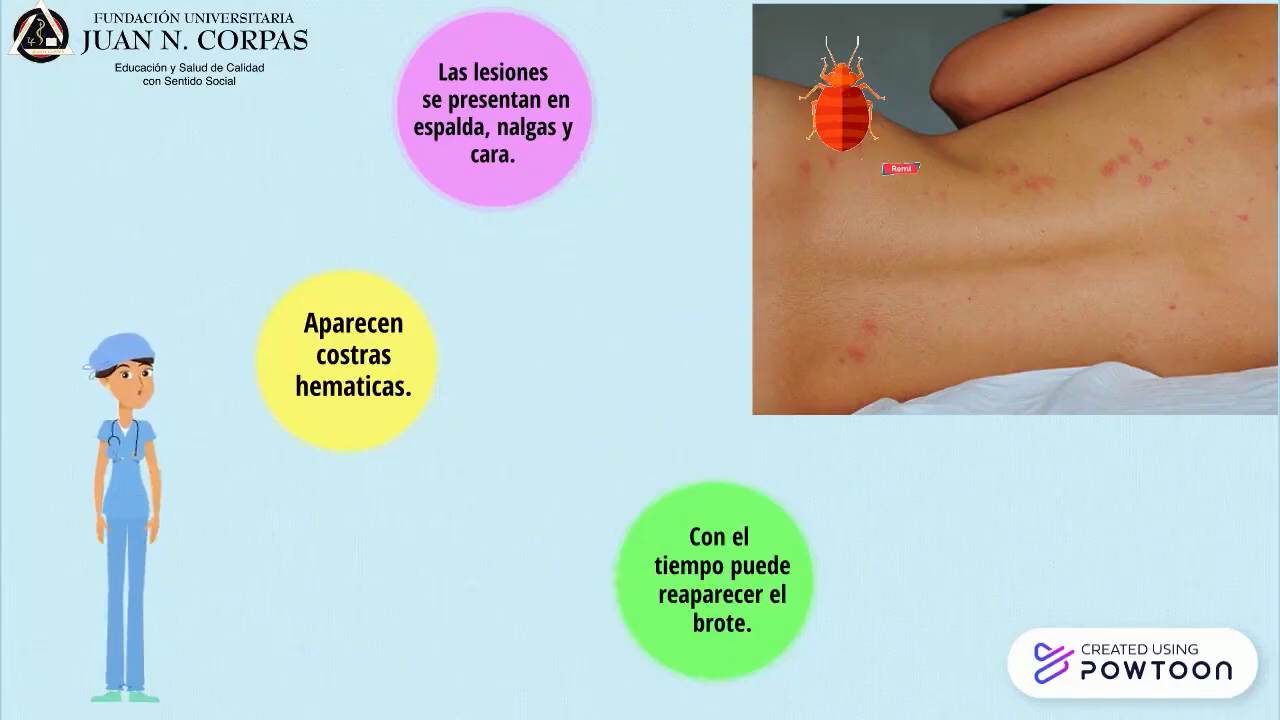 FUNDACIÓN UNIVERSITARIA
JUAN N. CORPAS
Educación y Salud de Calidad
con Sentido Social
Las lesiones
se presentan en
espalda, nalgas y
cara.
Remi
Aparecen
costras
hematicas.
Con el
tiempo puede
reaparecer el
brote.
CREATED USING
POWTOON